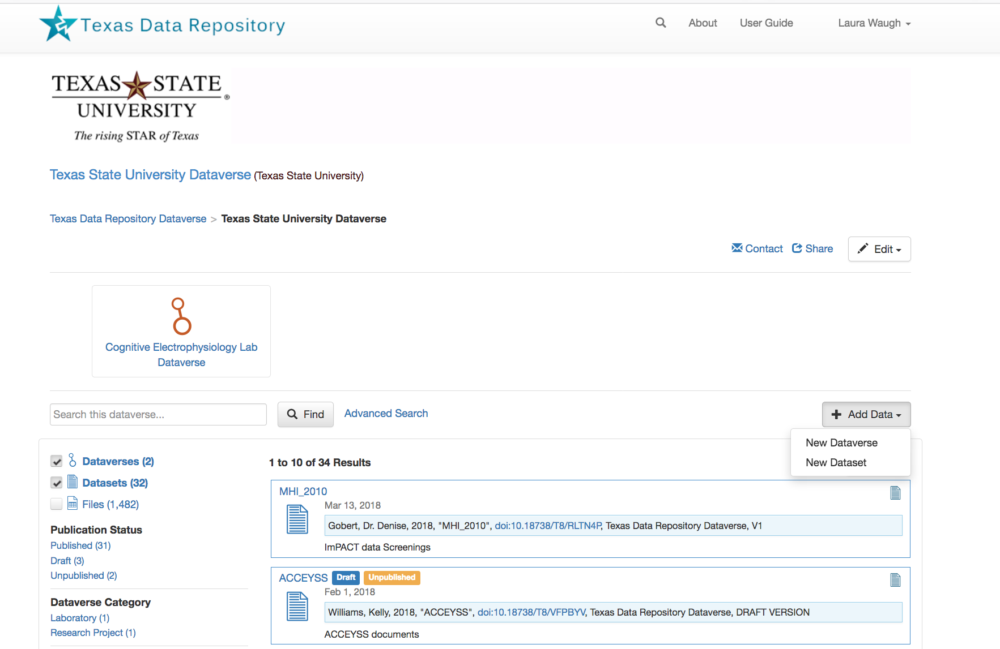 Texas Data Repository
About
User Guide
Laura Waugh
TEXAS STATE
UNIVERSITY
®
The rising STAR of Texas
Texas State University Dataverse (Texas State University)
Texas Data Repository Dataverse > Texas State University Dataverse
Contact
Share
Edit
Cognitive Electrophysiology Lab
Dataverse
Search this dataverse...
Find
Advanced Search
Add Data
New Dataverse
New Dataset
Dataverses (2)
Datasets (32)
Files (1,482)
Publication Status
Published (31)
Draft (3)
Unpublished (2)
Dataverse Category
Laboratory (1)
Research Project (1)
1 to 10 of 34 Results
MHI_2010
Mar 13, 2018
Gobert, Dr. Denise, 2018, "MHI_2010", doi:10.18738/T8/RLTN4P, Texas Data Repository Dataverse, V1
ImPACT data Screenings
ACCEYSS Draft Unpublished
Feb 1, 2018
Williams, Kelly, 2018, "ACCEYSS", doi:10.18738/T8/VFPBYV, Texas Data Repository Dataverse, DRAFT VERSION
ACCEYSS documents